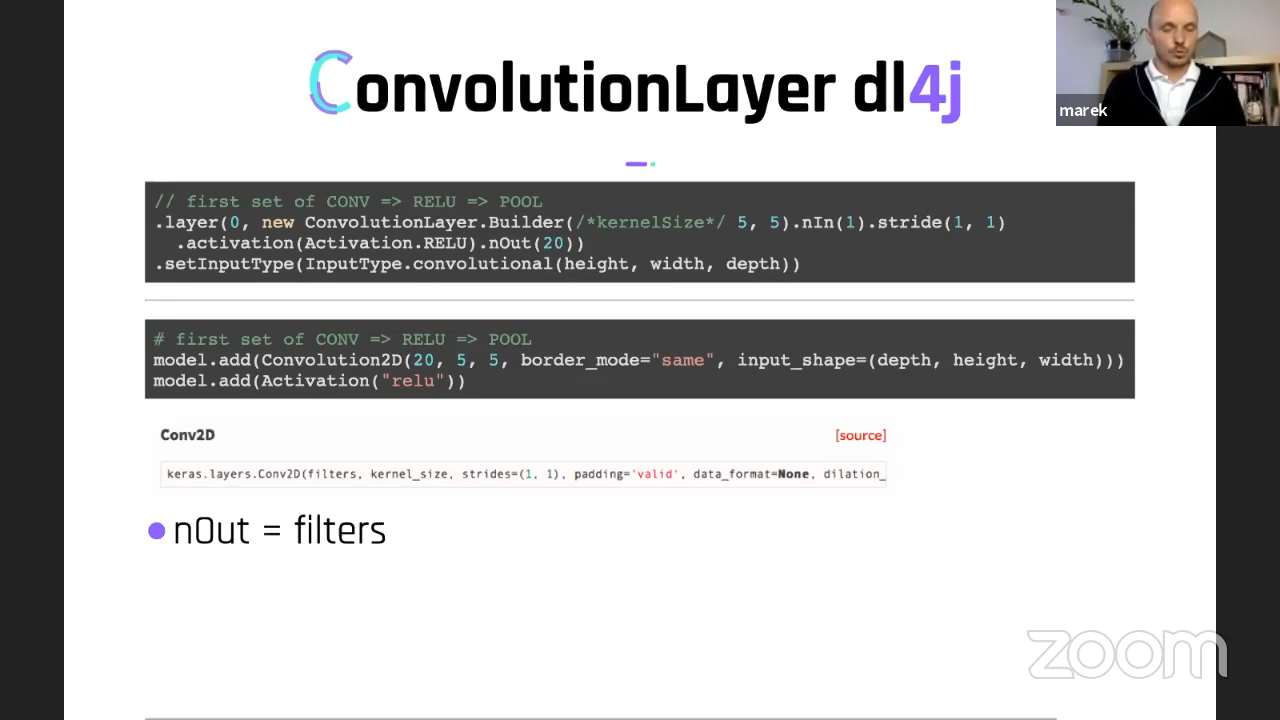 ConvolutionLayer dl4j
marek
// first set of CONV => RELU => POOL
.layer(0, new ConvolutionLayer.Builder(/*kernelSize*/ 5, 5).nIn(1).stride(1, 1)
.activation(Activation.RELU).nOut(20))
.setInputType(InputType.convolutional(height, width, depth))
# first set of CONV => RELU => POOL
model.add(Convolution2D(20, 5, 5, border_mode="same", input_shape=(depth, height, width)))
model.add(Activation("relu"))
Conv2D [source]
keras.layers.Conv2D(filters, kernel_size, strides=(1, 1), padding='valid', data_format=None, dilation_
nOut = filters
zoom